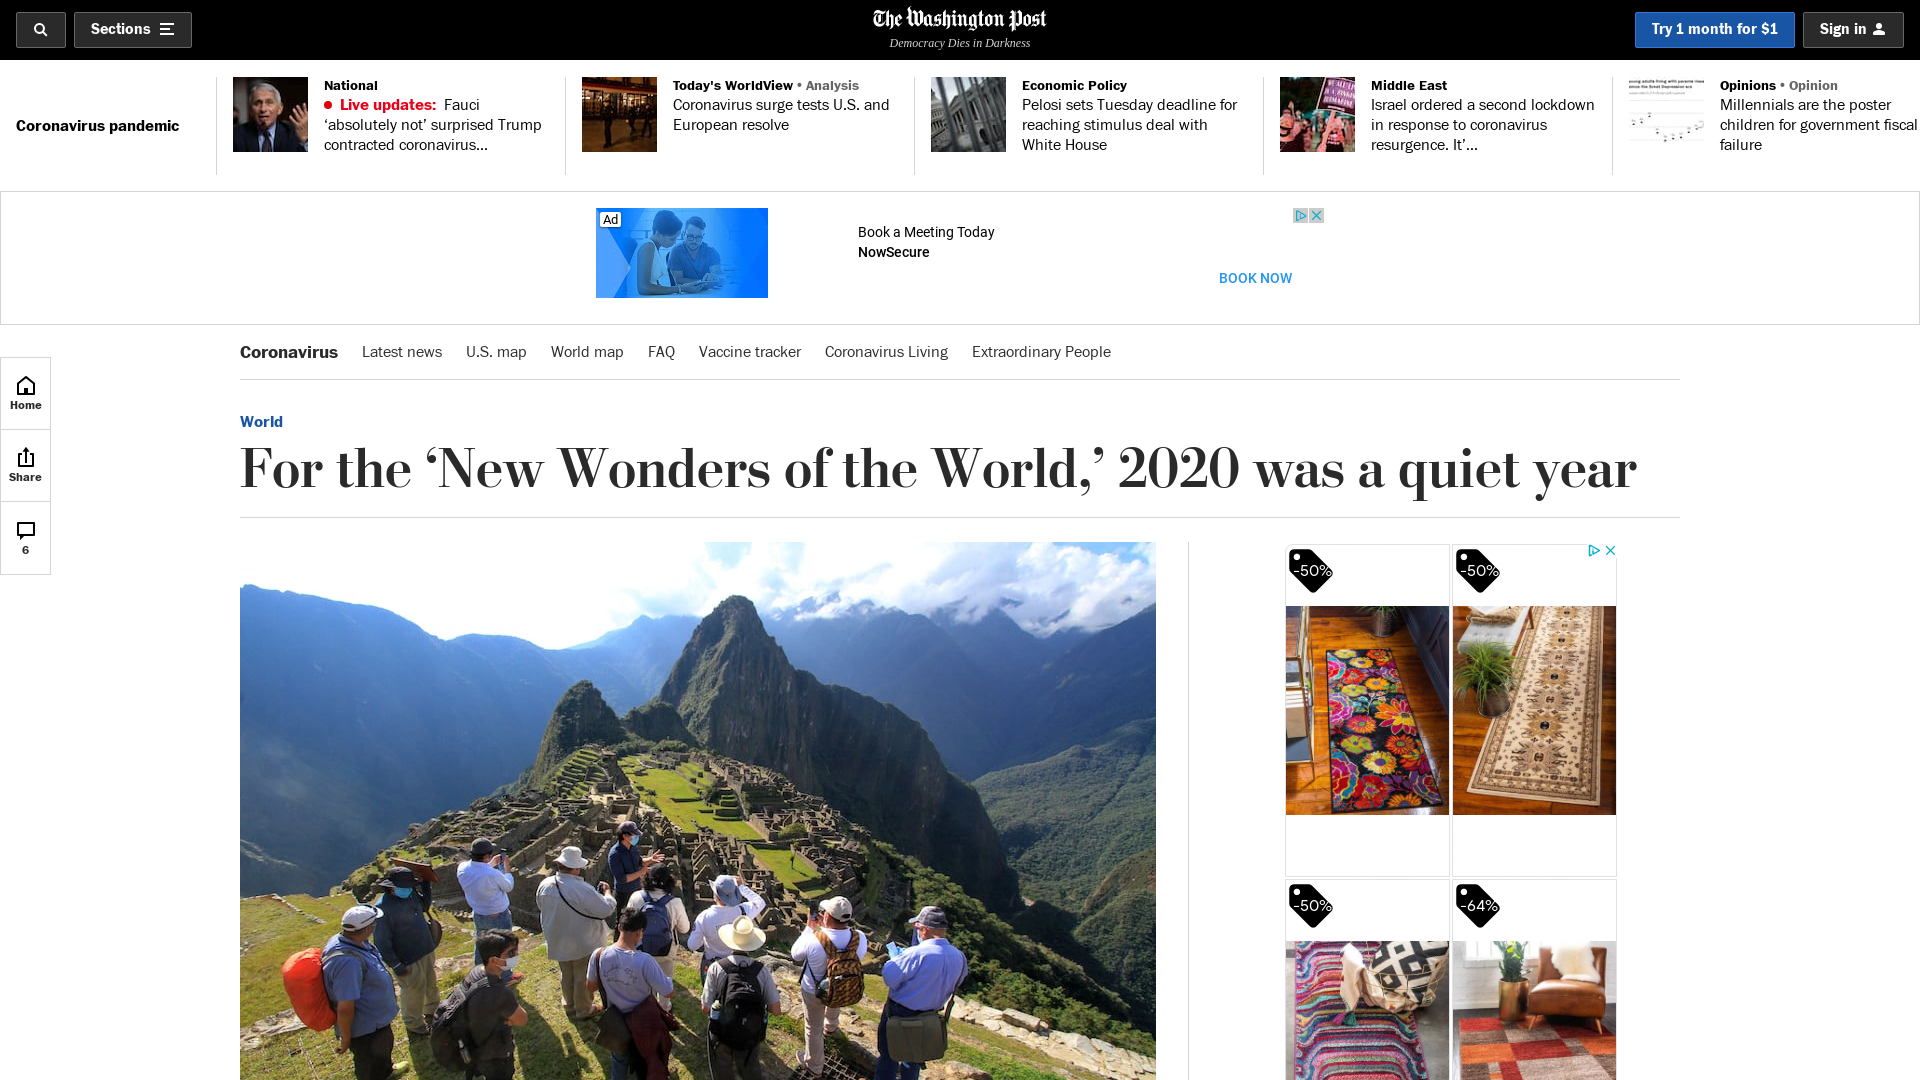 Sections
The Washington Post
Democracy Dies in Darkness
Try 1 month for $1
Sign in
Coronavirus pandemic
National
Live updates: Fauci
‘absolutely not’ surprised Trump
contracted coronavirus...
Today's WorldView • Analysis
Coronavirus surge tests U.S. and
European resolve
Economic Policy
Pelosi sets Tuesday deadline for
reaching stimulus deal with
White House
Middle East
Israel ordered a second lockdown
in response to coronavirus
resurgence. It’...
Opinions • Opinion
Millennials are the poster
children for government fiscal
failure
Ad
Book a Meeting Today
NowSecure
BOOK NOW
Coronavirus
Latest news
U.S. map
World map
FAQ
Vaccine tracker
Coronavirus Living
Extraordinary People
Home
Share
6
World
For the ‘New Wonders of the World,’ 2020 was a quiet year
-50%
-50%
-50%
-64%